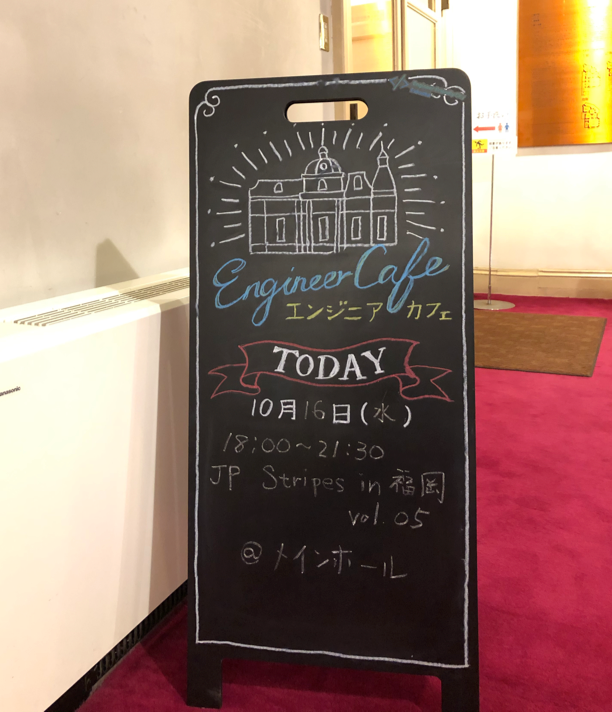 Engineer Cafe
エンジニア カフェ
TODAY
10月16日(水)
18:00～21:30
JP Stripes in 福岡
vol. 05
@メインホール
Panasonic